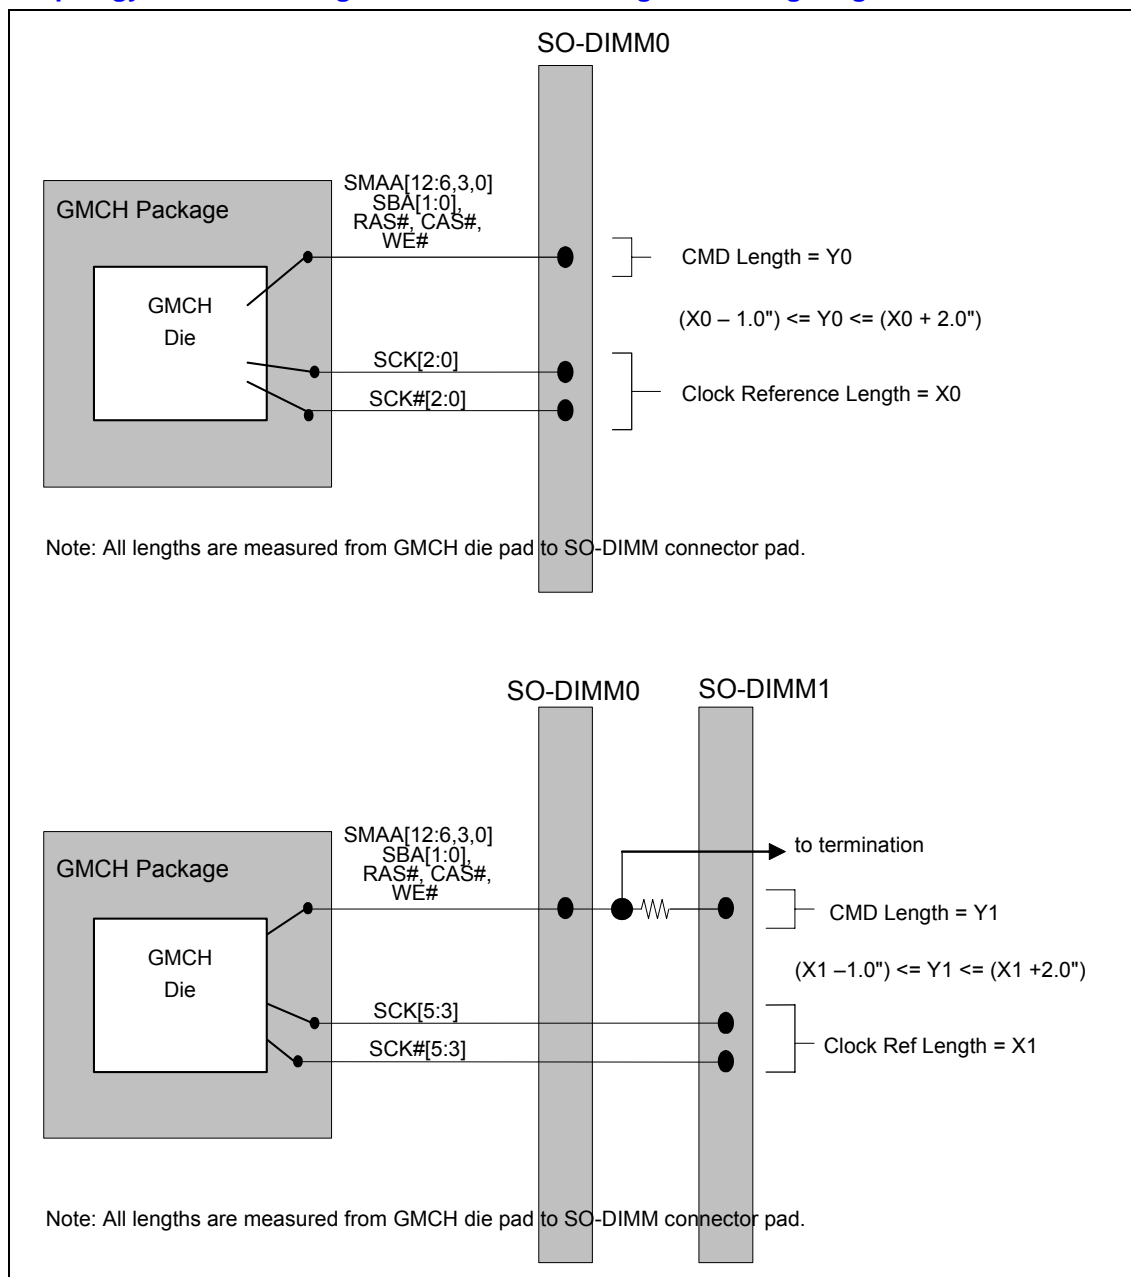 SO-DIMM0
GMCH Package
SMAA[12:6,3,0]
SBA[1:0],
RAS#, CAS#,
WE#
GMCH
Die
SCK[2:0]
SCK#[2:0]
CMD Length = Y0
(X0 – 1.0") <= Y0 <= (X0 + 2.0")
Clock Reference Length = X0
Note: All lengths are measured from GMCH die pad to SO-DIMM connector pad.
SO-DIMM0
SO-DIMM1
GMCH Package
SMAA[12:6,3,0]
SBA[1:0],
RAS#, CAS#,
WE#
to termination
GMCH
Die
CMD Length = Y1
(X1 –1.0") <= Y1 <= (X1 +2.0")
SCK[5:3]
SCK#[5:3]
Clock Ref Length = X1
Note: All lengths are measured from GMCH die pad to SO-DIMM connector pad.